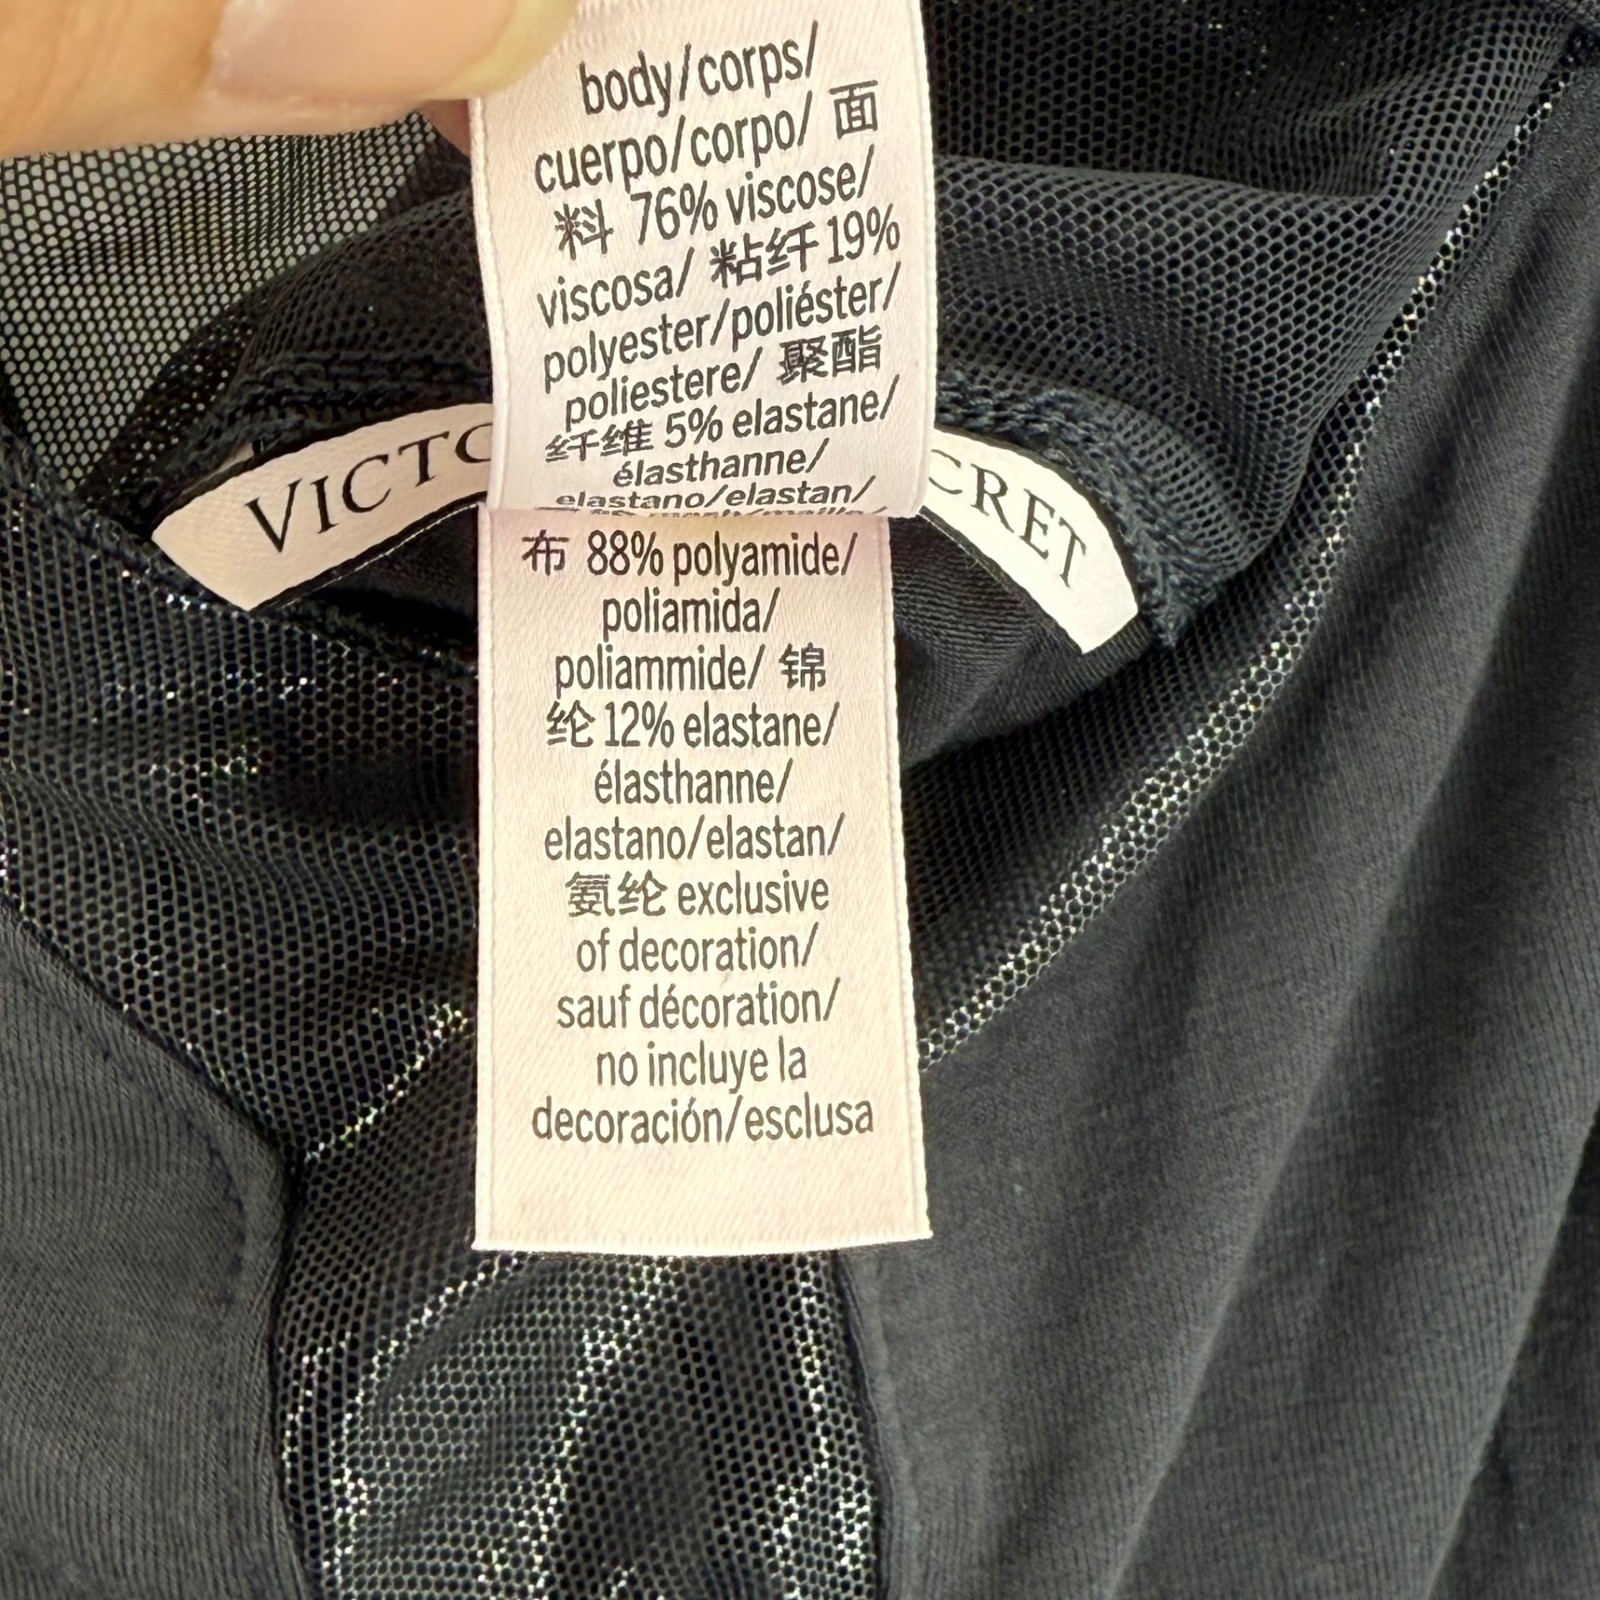 body/corps/
cuerpo/corpo/ 面
料 76% viscose/
viscosa/ 粘纤 19%
polyester/poliéster/
poliestere/ 聚酯
纤维 5% elastane/
élasthanne/
elastano/elastan/
布 88% polyamide/
poliamida/
poliammide/ 锦
纶 12% elastane/
élasthanne/
elastano/elastan/
氨纶 exclusive
of decoration/
sauf décoration/
no incluye la
decoración/esclusa
VICTO
CRET